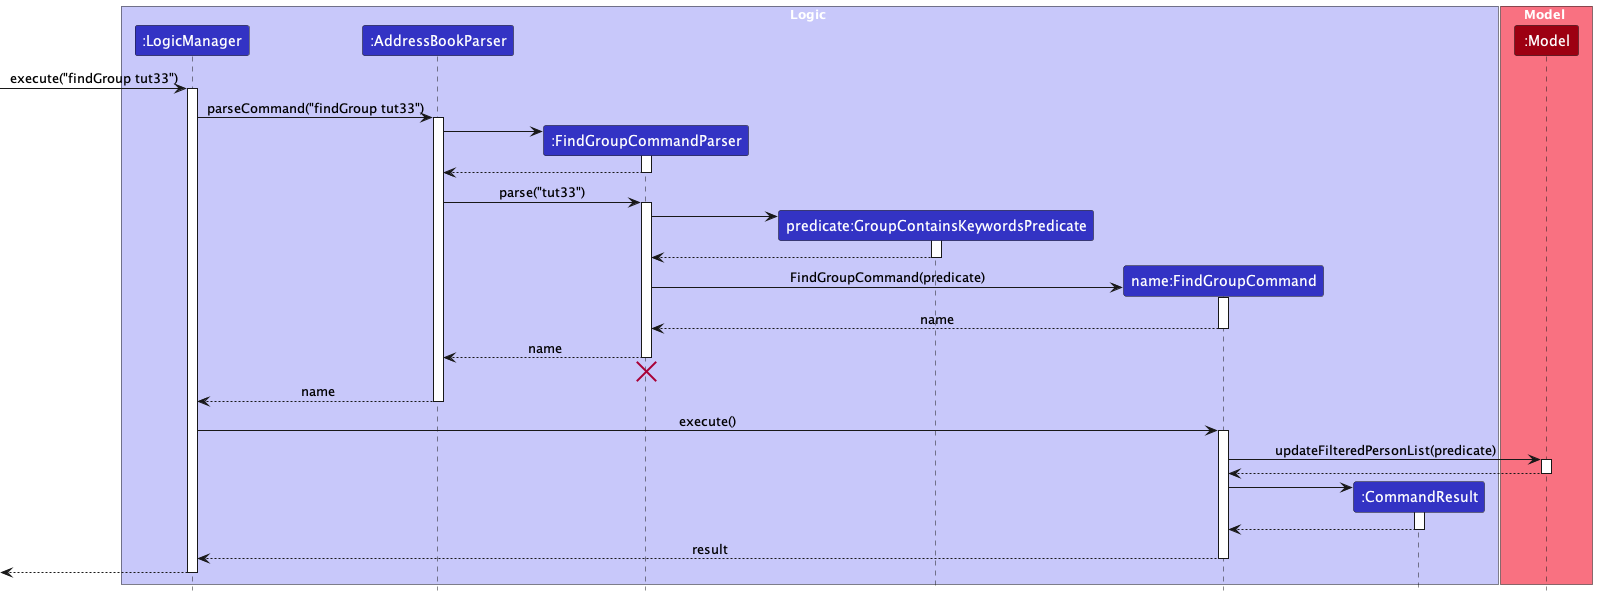 Logic
Model
:LogicManager
:AddressBookParser
:Model
execute("findGroup tut33")
parseCommand("findGroup tut33")
:FindGroupCommandParser
parse("tut33")
predicate:GroupContainsKeywordsPredicate
FindGroupCommand(predicate)
name:FindGroupCommand
name
name
name
execute()
updateFilteredPersonList(predicate)
:CommandResult
result